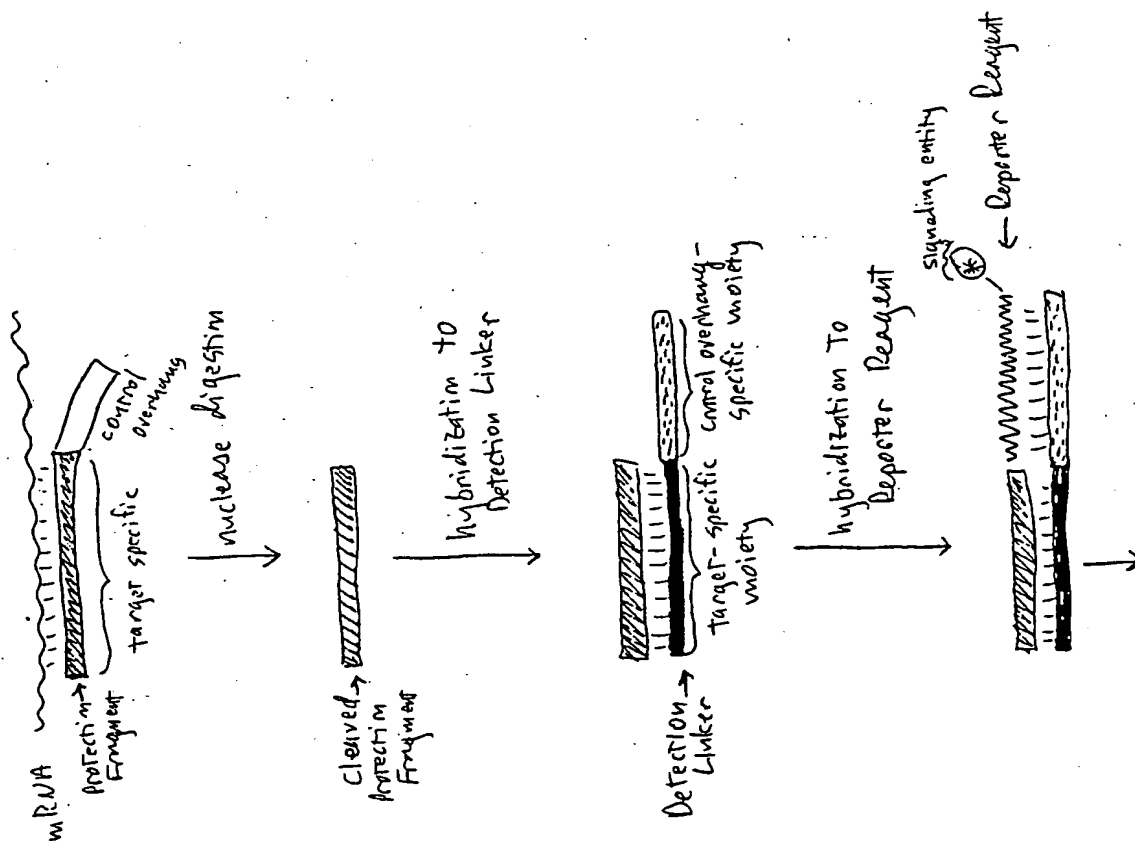 mRNA
Protection →
Fragment
target specific
control
overhang
nuclease digestion
Cleaved →
Protection
Fragment
hybridization to
Detection Linker
Detection →
Linker
target-specific
moiety
control overhang-
specific moiety
hybridization To
Reporter Reagent
signaling entity
*
← Reporter Reagent